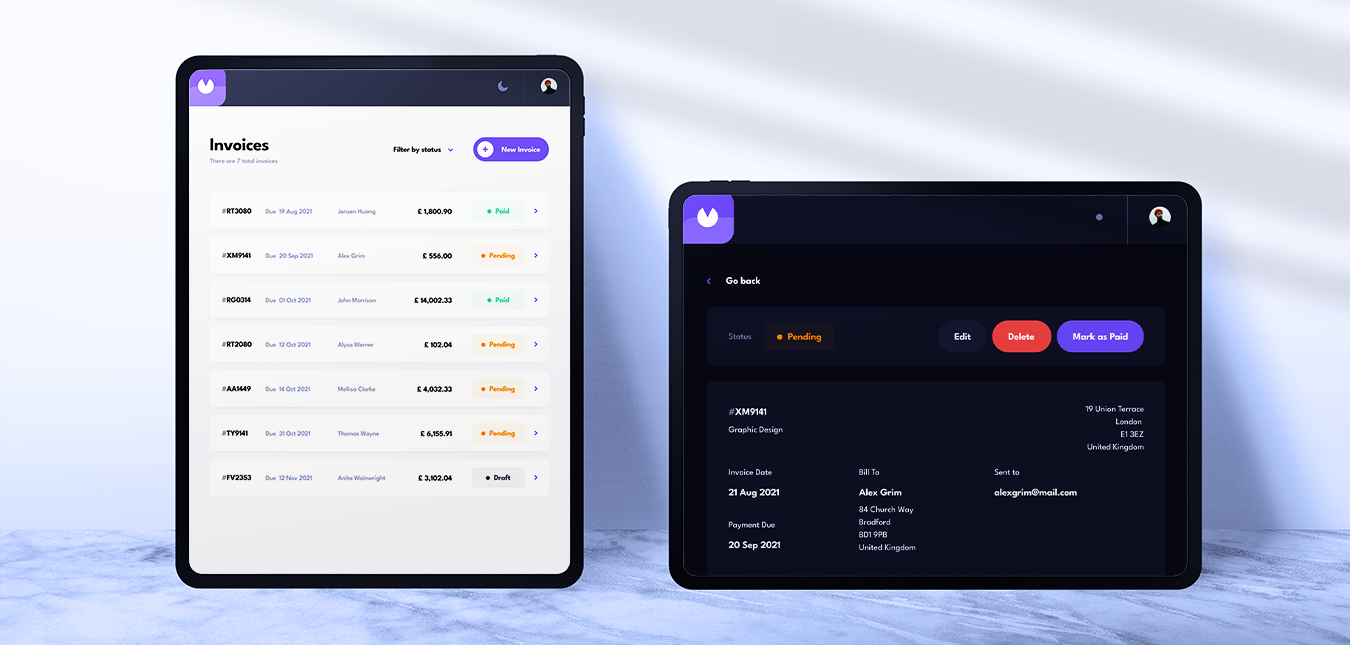 Invoices
There are 7 total invoices
Filter by status
New Invoice
#RT3080 Due 19 Aug 2021 Jensen Huang £ 1,800.90 Paid
#XM9141 Due 20 Sep 2021 Alex Grim £ 556.00 Pending
#RG0314 Due 01 Oct 2021 John Morrison £ 14,002.33 Paid
#RT2080 Due 12 Oct 2021 Alysa Werner £ 102.04 Pending
#AA1449 Due 14 Oct 2021 Mellisa Clarke £ 4,032.33 Pending
#TY9141 Due 31 Oct 2021 Thomas Wayne £ 6,155.91 Pending
#FV2353 Due 12 Nov 2021 Anita Wainwright £ 3,102.04 Draft
Go back
Status Pending Edit Delete Mark as Paid
#XM9141
Graphic Design
19 Union Terrace
London
E1 3EZ
United Kingdom
Invoice Date
21 Aug 2021
Payment Due
20 Sep 2021
Bill To
Alex Grim
84 Church Way
Bradford
BD1 9PB
United Kingdom
Sent to
alexgrim@mail.com